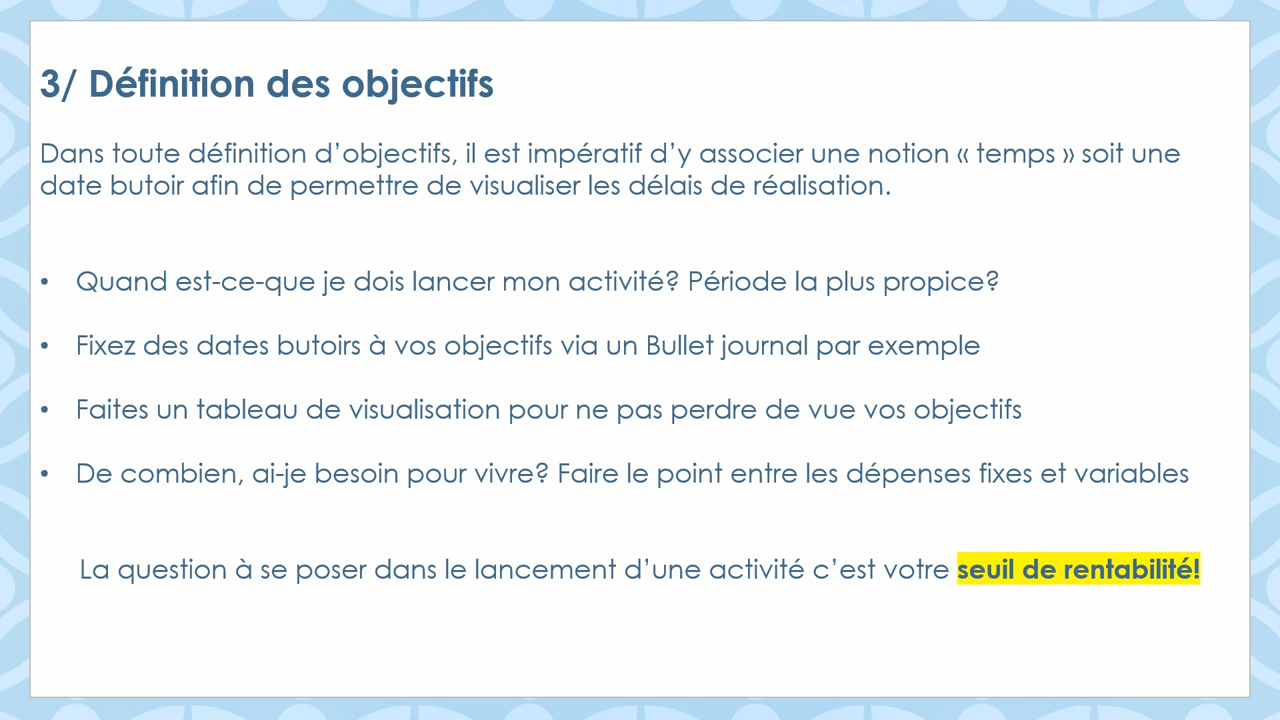 3/ Définition des objectifs
Dans toute définition d’objectifs, il est impératif d’y associer une notion « temps » soit une
date butoir afin de permettre de visualiser les délais de réalisation.
• Quand est-ce-que je dois lancer mon activité? Période la plus propice?
• Fixez des dates butoirs à vos objectifs via un Bullet journal par exemple
• Faites un tableau de visualisation pour ne pas perdre de vue vos objectifs
• De combien, ai-je besoin pour vivre? Faire le point entre les dépenses fixes et variables
La question à se poser dans le lancement d’une activité c’est votre seuil de rentabilité!